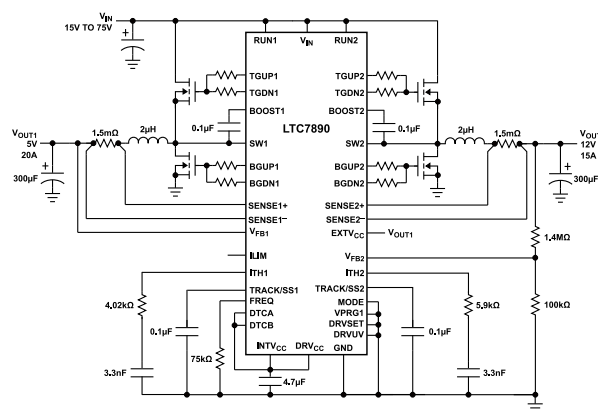 VIN
15V TO 75V
RUN1
VIN
RUN2
TGUP1
TGDN1
BOOST1
0.1µF
SW1
LTC7890
TGUP2
TGDN2
BOOST2
0.1µF
SW2
VOUT1
5V
20A
300µF
1.5mΩ
2µH
2µH
1.5mΩ
VOUT2
12V
15A
300µF
BGUP1
BGDN1
BGUP2
BGDN2
SENSE1+
SENSE1–
VFB1
SENSE2+
SENSE2–
EXTVCC
VOUT1
1.4MΩ
ILIM
VFB2
ITH1
ITH2
TRACK/SS1
TRACK/SS2
4.02kΩ
5.9kΩ
100kΩ
FREQ
DTCA
DTCB
MODE
VPRG1
DRVSET
DRVUV
0.1µF
0.1µF
75kΩ
INTVCC
DRVCC
GND
3.3nF
4.7µF
3.3nF